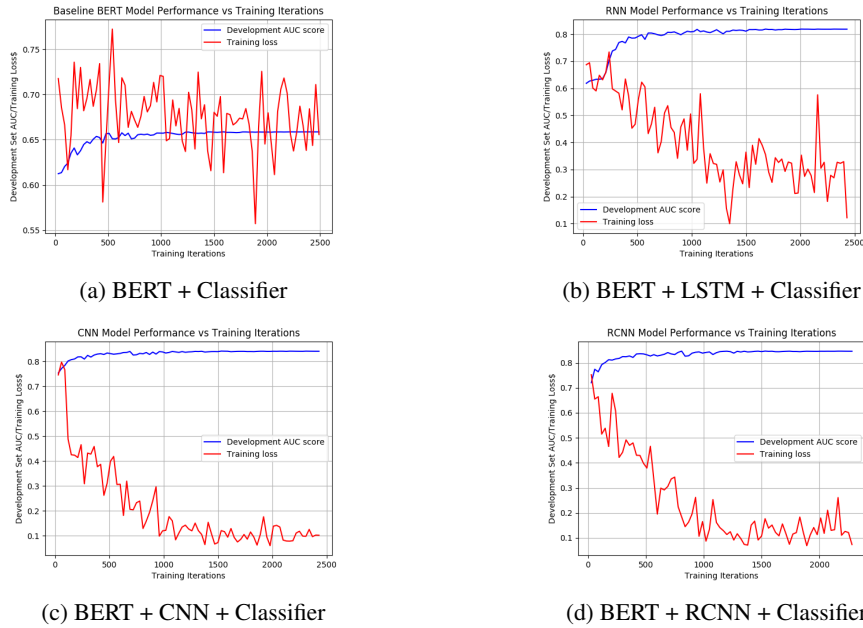 Baseline BERT Model Performance vs Training Iterations
Development Set AUC/Training Loss$
0.75
0.70
0.65
0.60
0.55
Development AUC score
Training loss
0 500 1000 1500 2000 2500
Training Iterations
(a) BERT + Classifier
RNN Model Performance vs Training Iterations
Development Set AUC/Training Loss$
0.8
0.7
0.6
0.5
0.4
0.3
0.2
0.1
Development AUC score
Training loss
0 500 1000 1500 2000 2500
Training Iterations
(b) BERT + LSTM + Classifier
CNN Model Performance vs Training Iterations
Development Set AUC/Training Loss$
0.8
0.7
0.6
0.5
0.4
0.3
0.2
0.1
Development AUC score
Training loss
0 500 1000 1500 2000 2500
Training Iterations
(c) BERT + CNN + Classifier
RCNN Model Performance vs Training Iterations
Development Set AUC/Training Loss$
0.8
0.7
0.6
0.5
0.4
0.3
0.2
0.1
Development AUC score
Training loss
0 500 1000 1500 2000
Training Iterations
(d) BERT + RCNN + Classifier